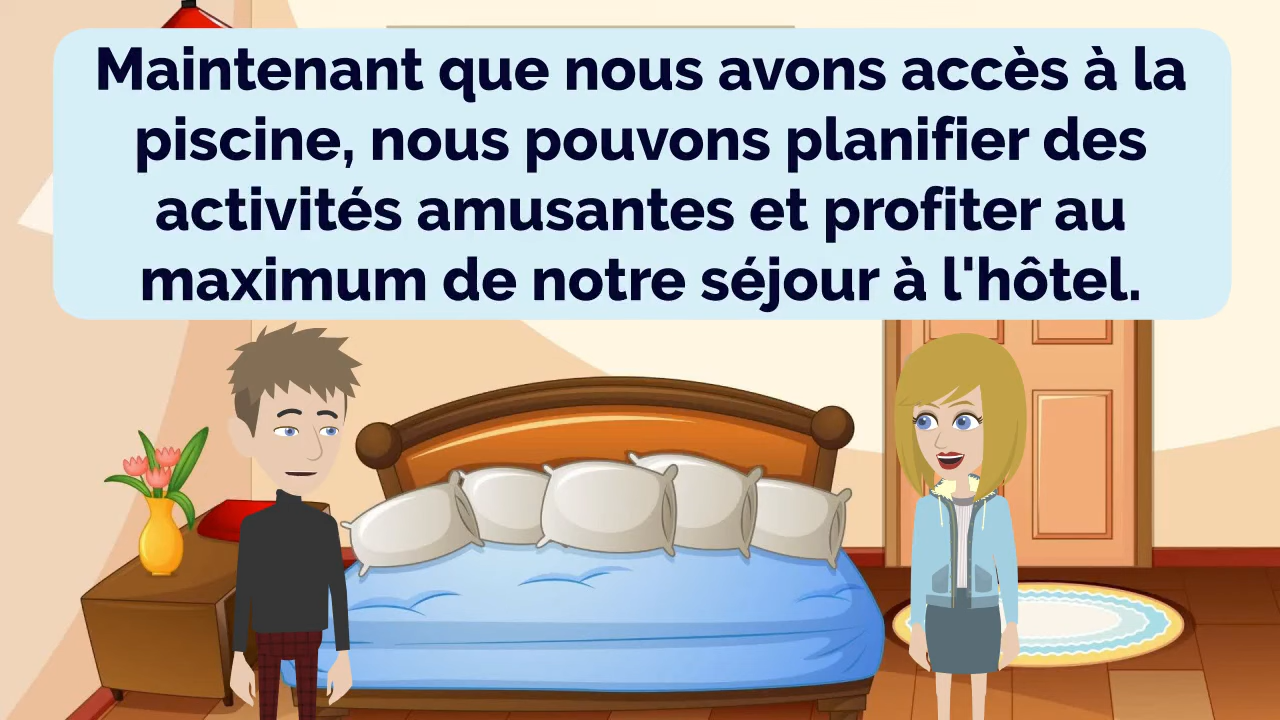 Maintenant que nous avons accès à la
piscine, nous pouvons planifier des
activités amusantes et profiter au
maximum de notre séjour à l'hôtel.